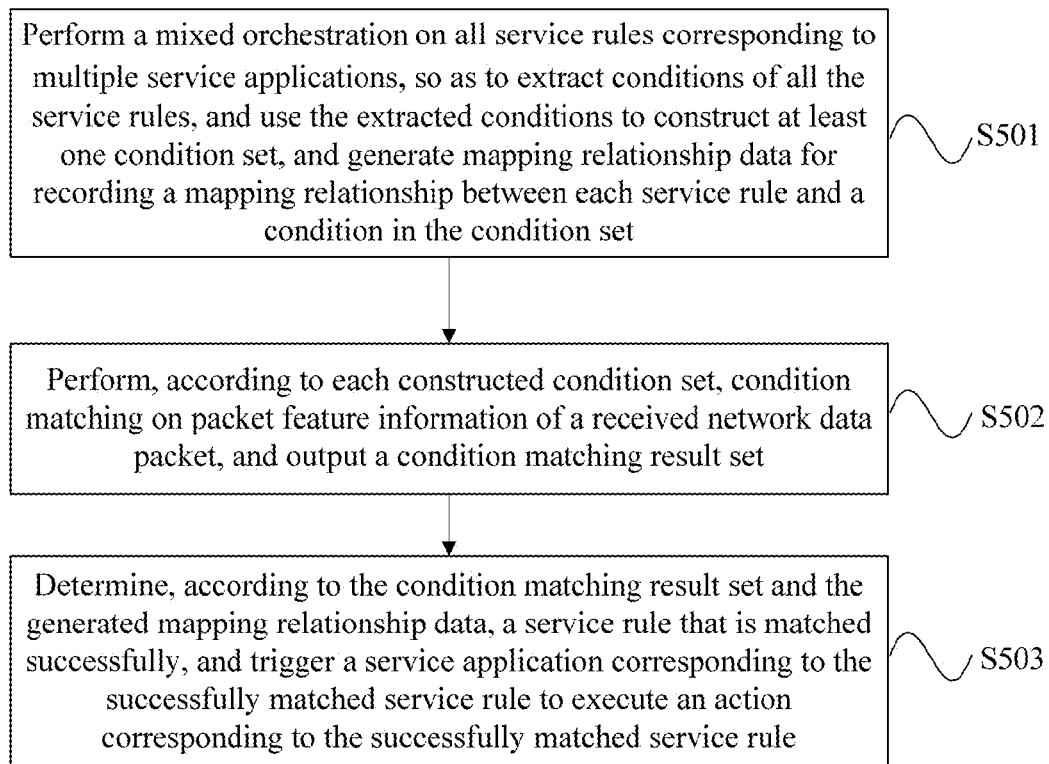 Perform a mixed orchestration on all service rules corresponding to
multiple service applications, so as to extract conditions of all the
service rules, and use the extracted conditions to construct at least
one condition set, and generate mapping relationship data for
recording a mapping relationship between each service rule and a
condition in the condition set
S501
Perform, according to each constructed condition set, condition
matching on packet feature information of a received network data
packet, and output a condition matching result set
S502
Determine, according to the condition matching result set and the
generated mapping relationship data, a service rule that is matched
successfully, and trigger a service application corresponding to the
successfully matched service rule to execute an action
corresponding to the successfully matched service rule
S503